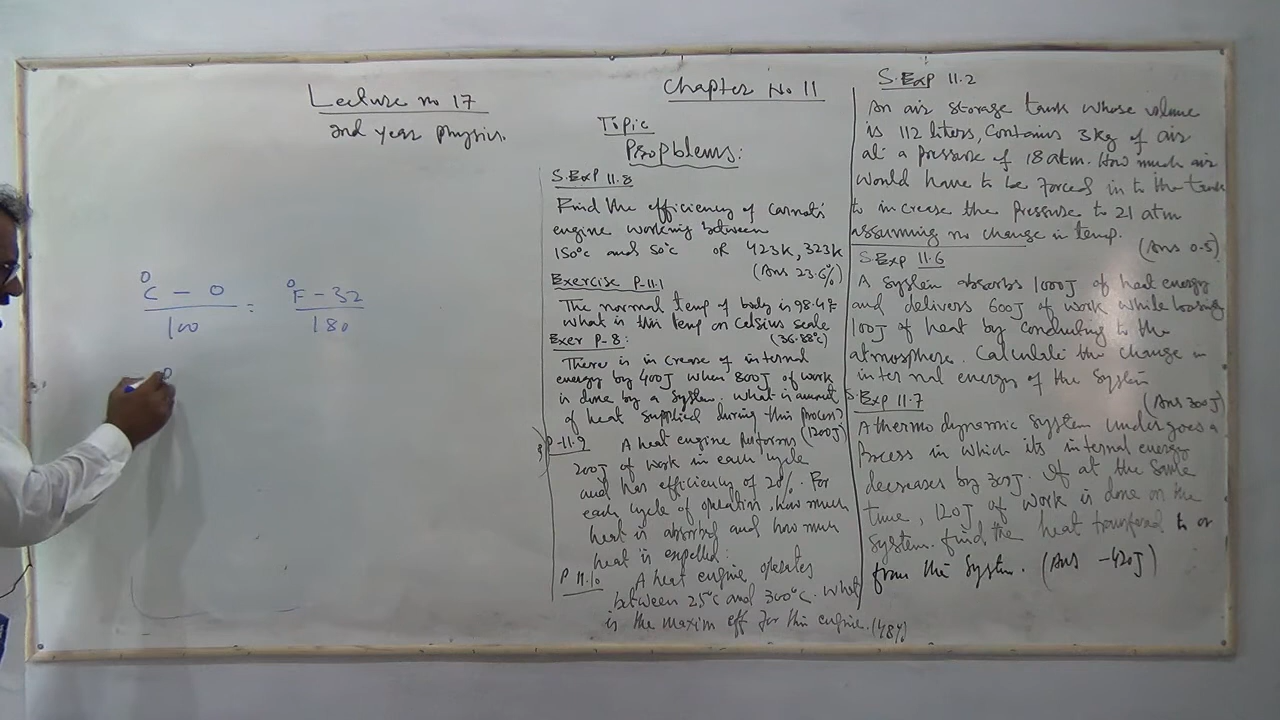 Lecture no 17
2nd year physics.
Chapter No 11
Topic
Propblems:
°C - 0 / 100 = °F - 32 / 180
S.Exp 11.8
Find the efficiency of Carnot's
engine working between
150°C and 50°C or 423K, 323K
(Ans 23.6%)
Exercise P-11.1
The normal temp of body is 98.4F
what is this temp on Celsius scale
(36.88°C)
Exer P-8:
There is increase of internal
energy by 400J when 800J of work
is done by a system. what is amount
of heat supplied during this process?
(1200J)
P-11.9
A heat engine performs
200J of work in each cycle
and has efficiency of 20%. For
each cycle of operation, how much
heat is absorbed and how much
heat is expelled:
P 11.10
A heat engine operates
between 25°C and 300°C. what
is the maxim eff for this engine. (48%)
S.Exp 11.2
An air storage tank whose volume
is 112 liters, Contains 3kg of air
at a pressure of 18 atm. How much air
would have to be forced in to the tank
to increase the pressure to 21 atm
assuming no change in temp.
(Ans 0.5)
S.Exp 11.6
A system absorbs 1000J of heat energy
and delivers 600J of work while loosing
100J of heat by conducting to the
atmosphere. Calculate the change in
internal energy of the system
(Ans 300J)
S.Exp 11.7
A thermodynamic system undergoes a
Process in which its internal energy
decreases by 300J. If at the same
time, 120J of work is done on the
system. find the heat transferred to or
from the system. (Ans -420J)